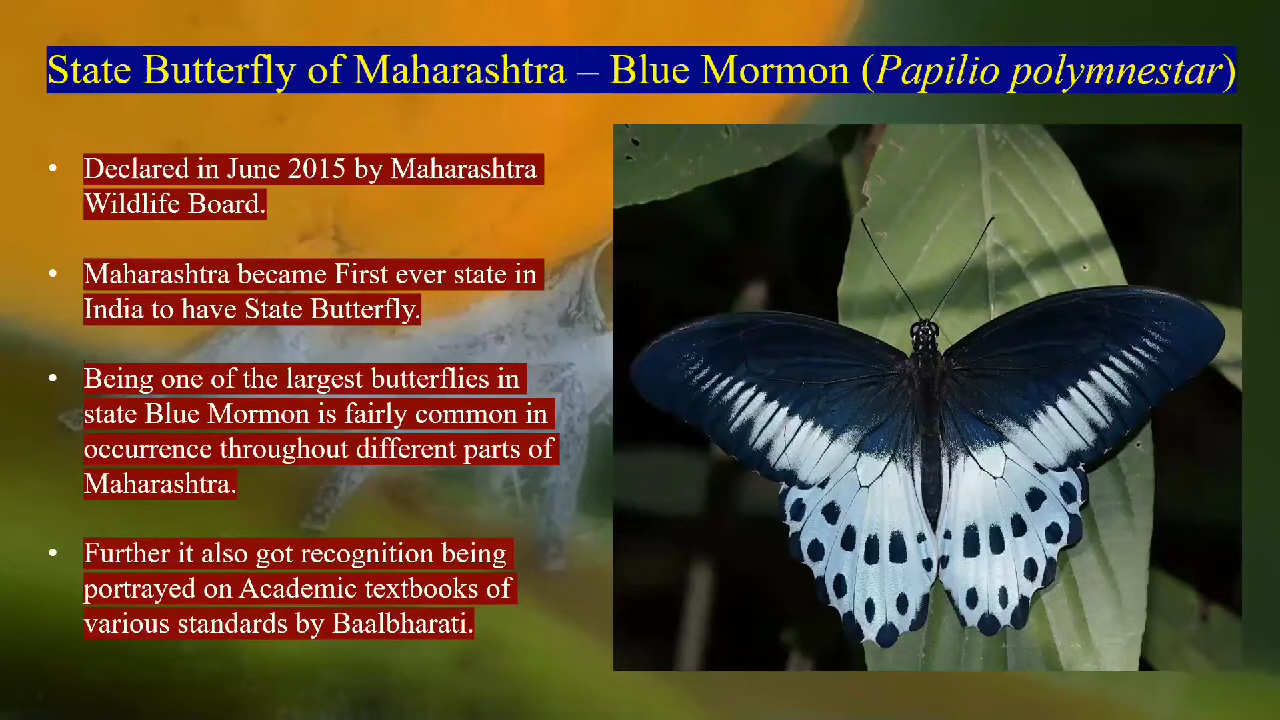 State Butterfly of Maharashtra – Blue Mormon (Papilio polymnestar)
• Declared in June 2015 by Maharashtra
Wildlife Board.
• Maharashtra became First ever state in
India to have State Butterfly.
• Being one of the largest butterflies in
state Blue Mormon is fairly common in
occurrence throughout different parts of
Maharashtra.
• Further it also got recognition being
portrayed on Academic textbooks of
various standards by Baalbharati.